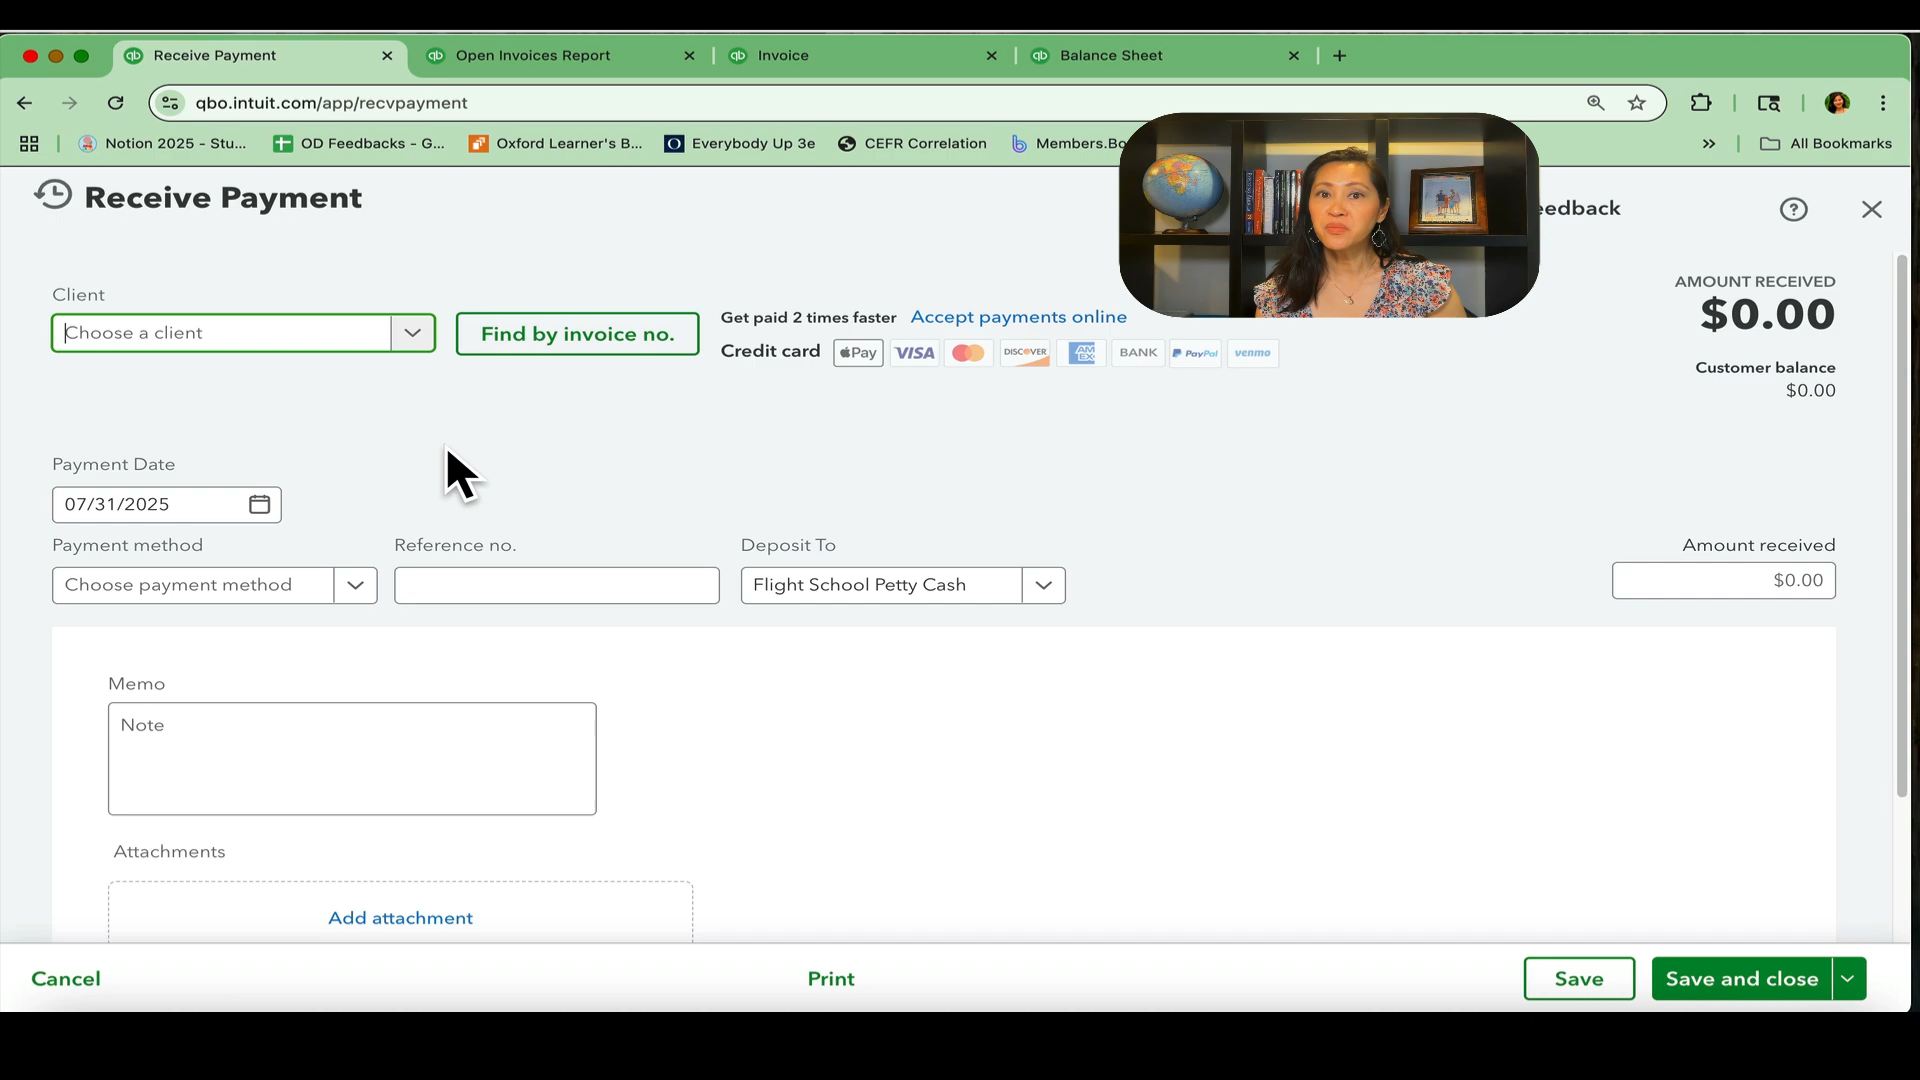 Receive Payment
Open Invoices Report
Invoice
Balance Sheet
qbo.intuit.com/app/recvpayment
Notion 2025 - Stu...
OD Feedbacks - G...
Oxford Learner's B...
Everybody Up 3e
CEFR Correlation
Members.Bo
All Bookmarks
Receive Payment
eedback
Client
Choose a client
Find by invoice no.
Get paid 2 times faster Accept payments online
Credit card
Pay
VISA
DISCOVER
AM EX
BANK
PayPal
venmo
AMOUNT RECEIVED
$0.00
Customer balance
$0.00
Payment Date
07/31/2025
Payment method
Reference no.
Deposit To
Amount received
Choose payment method
Flight School Petty Cash
$0.00
Memo
Note
Attachments
Add attachment
Cancel
Print
Save
Save and close